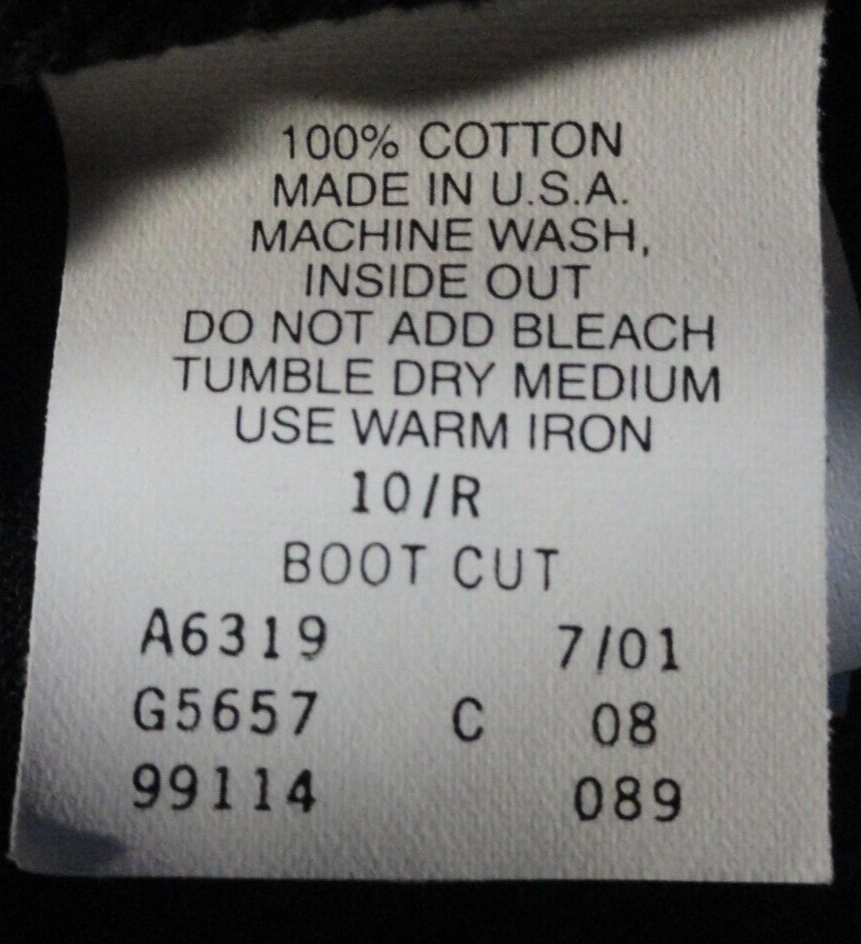 100% COTTON
MADE IN U.S.A.
MACHINE WASH,
INSIDE OUT
DO NOT ADD BLEACH
TUMBLE DRY MEDIUM
USE WARM IRON
10/R
BOOT CUT
A6319 7/01
G5657 C 08
99114 089